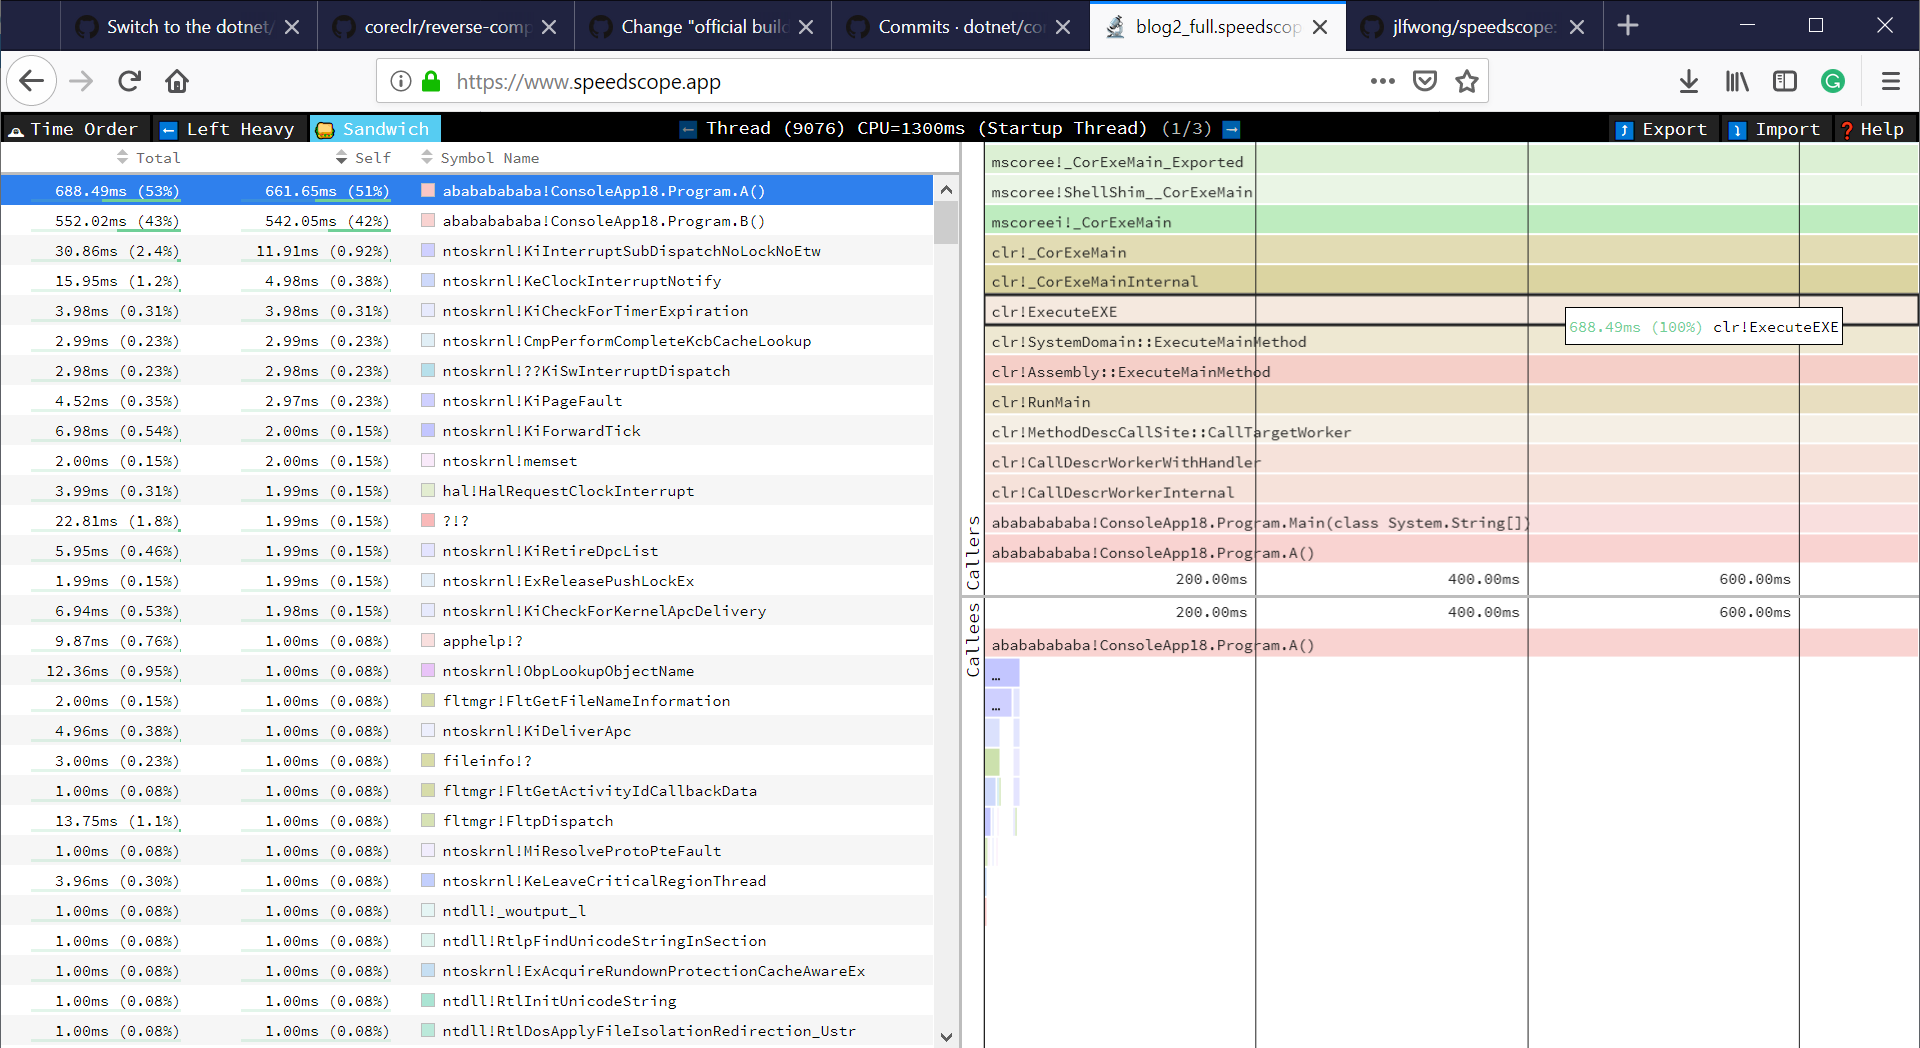 Switch to the dotnet/
coreclr/reverse-comp
Change "official build
Commits · dotnet/co
blog2_full.speedscop
jlfwong/speedscope:
https://www.speedscope.app
Time Order
Left Heavy
Sandwich
Thread (9076) CPU=1300ms (Startup Thread) (1/3)
Export
Import
Help
Total Self Symbol Name
688.49ms (53%) 661.65ms (51%) abababababa!ConsoleApp18.Program.A()
552.02ms (43%) 542.05ms (42%) abababababa!ConsoleApp18.Program.B()
30.86ms (2.4%) 11.91ms (0.92%) ntoskrnl!KiInterruptSubDispatchNoLockNoEtw
15.95ms (1.2%) 4.98ms (0.38%) ntoskrnl!KeClockInterruptNotify
3.98ms (0.31%) 3.98ms (0.31%) ntoskrnl!KiCheckForTimerExpiration
2.99ms (0.23%) 2.99ms (0.23%) ntoskrnl!CmpPerformCompleteKcbCacheLookup
2.98ms (0.23%) 2.98ms (0.23%) ntoskrnl!??KiSwInterruptDispatch
4.52ms (0.35%) 2.97ms (0.23%) ntoskrnl!KiPageFault
6.98ms (0.54%) 2.00ms (0.15%) ntoskrnl!KiForwardTick
2.00ms (0.15%) 2.00ms (0.15%) ntoskrnl!memset
3.99ms (0.31%) 1.99ms (0.15%) hal!HalRequestClockInterrupt
22.81ms (1.8%) 1.99ms (0.15%) ?!?
5.95ms (0.46%) 1.99ms (0.15%) ntoskrnl!KiRetireDpcList
1.99ms (0.15%) 1.99ms (0.15%) ntoskrnl!ExReleasePushLockEx
6.94ms (0.53%) 1.98ms (0.15%) ntoskrnl!KiCheckForKernelApcDelivery
9.87ms (0.76%) 1.00ms (0.08%) apphelp!?
12.36ms (0.95%) 1.00ms (0.08%) ntoskrnl!ObpLookupObjectName
2.00ms (0.15%) 1.00ms (0.08%) fltmgr!FltGetFileNameInformation
4.96ms (0.38%) 1.00ms (0.08%) ntoskrnl!KiDeliverApc
3.00ms (0.23%) 1.00ms (0.08%) fileinfo!?
1.00ms (0.08%) 1.00ms (0.08%) fltmgr!FltGetActivityIdCallbackData
13.75ms (1.1%) 1.00ms (0.08%) fltmgr!FltpDispatch
1.00ms (0.08%) 1.00ms (0.08%) ntoskrnl!MiResolveProtoPteFault
3.96ms (0.30%) 1.00ms (0.08%) ntoskrnl!KeLeaveCriticalRegionThread
1.00ms (0.08%) 1.00ms (0.08%) ntdll!_woutput_l
1.00ms (0.08%) 1.00ms (0.08%) ntdll!RtlpFindUnicodeStringInSection
1.00ms (0.08%) 1.00ms (0.08%) ntoskrnl!ExAcquireRundownProtectionCacheAwareEx
1.00ms (0.08%) 1.00ms (0.08%) ntdll!RtlInitUnicodeString
1.00ms (0.08%) 1.00ms (0.08%) ntdll!RtlDosApplyFileIsolationRedirection_Ustr
mscoree!_CorExeMain_Exported
mscoree!ShellShim__CorExeMain
mscoreei!_CorExeMain
clr!_CorExeMain
clr!_CorExeMainInternal
clr!ExecuteEXE
688.49ms (100%) clr!ExecuteEXE
clr!SystemDomain::ExecuteMainMethod
clr!Assembly::ExecuteMainMethod
clr!RunMain
clr!MethodDescCallSite::CallTargetWorker
clr!CallDescrWorkerWithHandler
clr!CallDescrWorkerInternal
abababababa!ConsoleApp18.Program.Main(class System.String[])
abababababa!ConsoleApp18.Program.A()
Callers
200.00ms 400.00ms 600.00ms
200.00ms 400.00ms 600.00ms
Callees
abababababa!ConsoleApp18.Program.A()
…
…